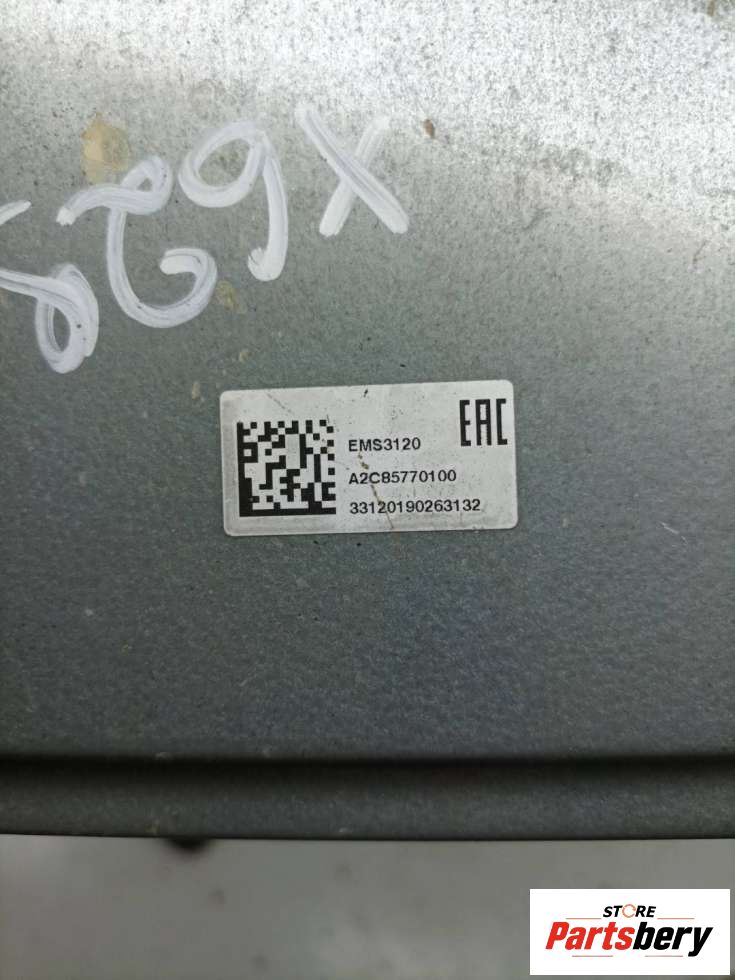 EMS3120
EAC
A2C85770100
33120190263132
STORE
Partsbery